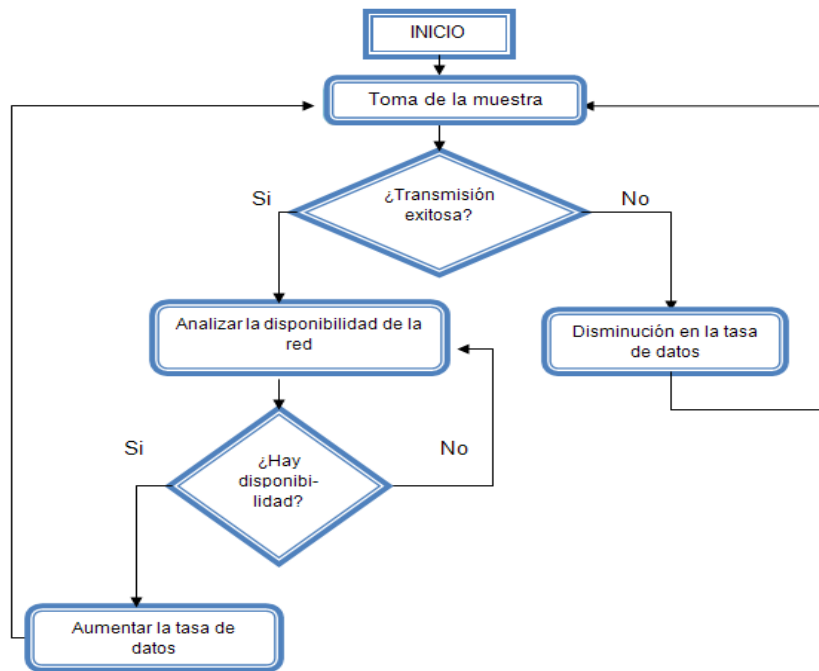 INICIO
Toma de la muestra
¿Transmisión
exitosa?
Si
No
Analizar la disponibilidad de la
red
Disminución en la tasa
de datos
¿Hay
disponibi-
lidad?
Si
No
Aumentar la tasa de
datos